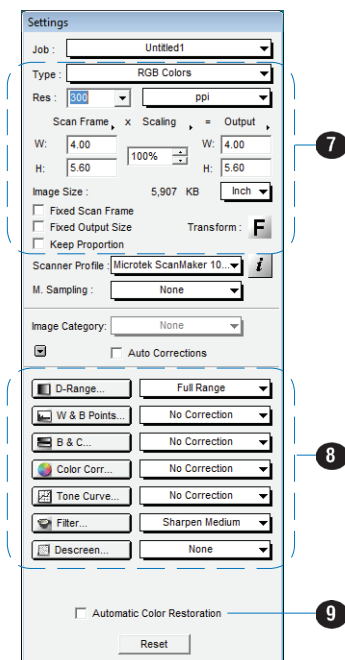 Settings
Job : Untitled1
Type : RGB Colors
Res : 300 ppi
Scan Frame x Scaling = Output
W: 4.00 100% W: 4.00
H: 5.60 H: 5.60
Image Size : 5,907 KB Inch
Fixed Scan Frame
Fixed Output Size Transform : F
Keep Proportion
7
Scanner Profile : Microtek ScanMaker 10... i
M. Sampling : None
Image Category: None
Auto Corrections
D-Range... Full Range
W & B Points... No Correction
B & C... No Correction
8
Color Corr... No Correction
Tone Curve... No Correction
Filter... Sharpen Medium
Descreen... None
Automatic Color Restoration 9
Reset